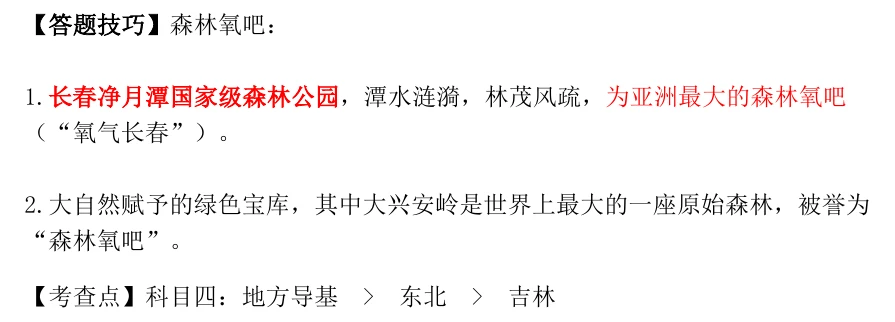 【答题技巧】森林氧吧：
1.长春净月潭国家级森林公园，潭水涟漪，林茂风疏，为亚洲最大的森林氧吧
（“氧气长春”）。
2.大自然赋予的绿色宝库，其中大兴安岭是世界上最大的一座原始森林，被誉为
“森林氧吧”。
【考查点】科目四：地方导基 > 东北 > 吉林